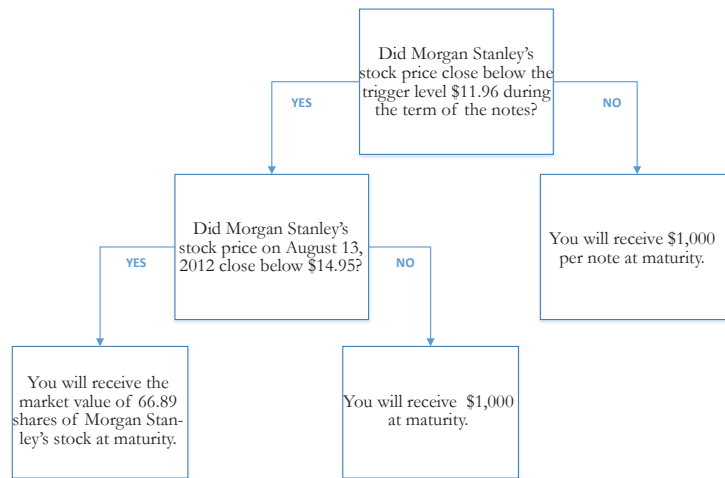 Did Morgan Stanley's
stock price close below the
trigger level $11.96 during
the term of the notes?
YES
NO
Did Morgan Stanley's
stock price on August 13,
2012 close below $14.95?
You will receive $1,000
per note at maturity.
YES
NO
You will receive the
market value of 66.89
shares of Morgan Stan-
ley's stock at maturity.
You will receive $1,000
at maturity.